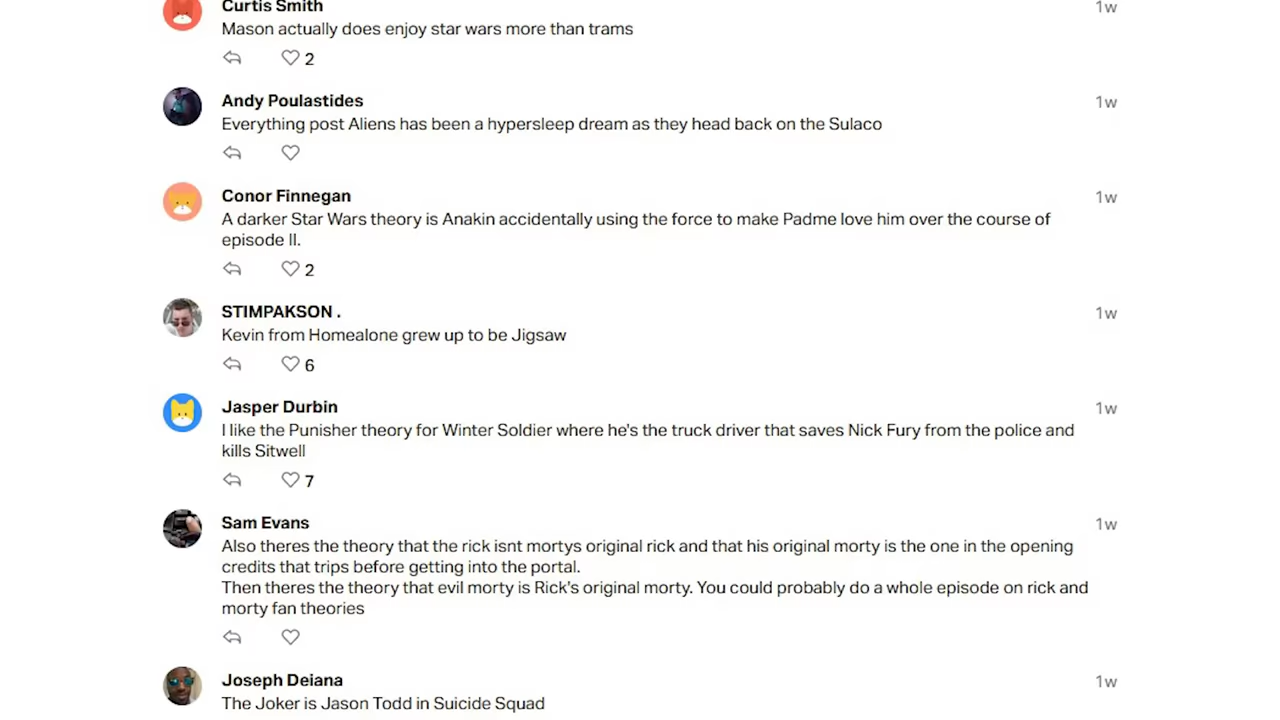 Curtis Smith
1w
Mason actually does enjoy star wars more than trams
2
Andy Poulastides
1w
Everything post Aliens has been a hypersleep dream as they head back on the Sulaco
Conor Finnegan
1w
A darker Star Wars theory is Anakin accidentally using the force to make Padme love him over the course of
episode II.
2
STIMPAKSON .
1w
Kevin from Homealone grew up to be Jigsaw
6
Jasper Durbin
1w
I like the Punisher theory for Winter Soldier where he's the truck driver that saves Nick Fury from the police and
kills Sitwell
7
Sam Evans
1w
Also theres the theory that the rick isnt mortys original rick and that his original morty is the one in the opening
credits that trips before getting into the portal.
Then theres the theory that evil morty is Rick's original morty. You could probably do a whole episode on rick and
morty fan theories
Joseph Deiana
1w
The Joker is Jason Todd in Suicide Squad